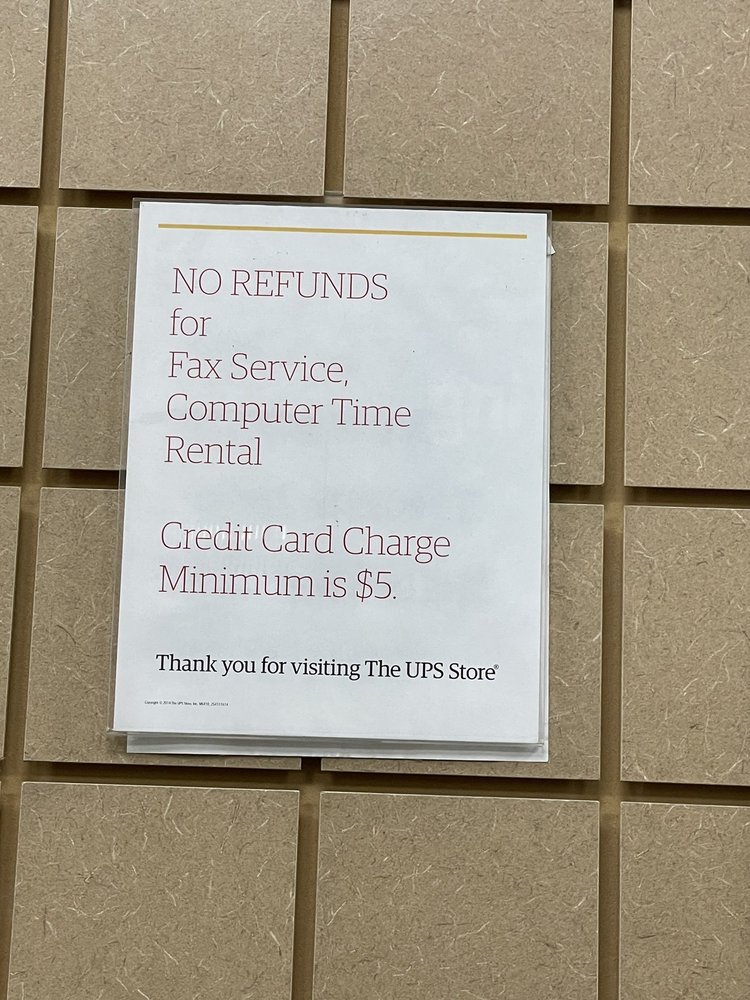 NO REFUNDS
for
Fax Service,
Computer Time
Rental
Credit Card Charge
Minimum is $5.
Thank you for visiting The UPS Store®